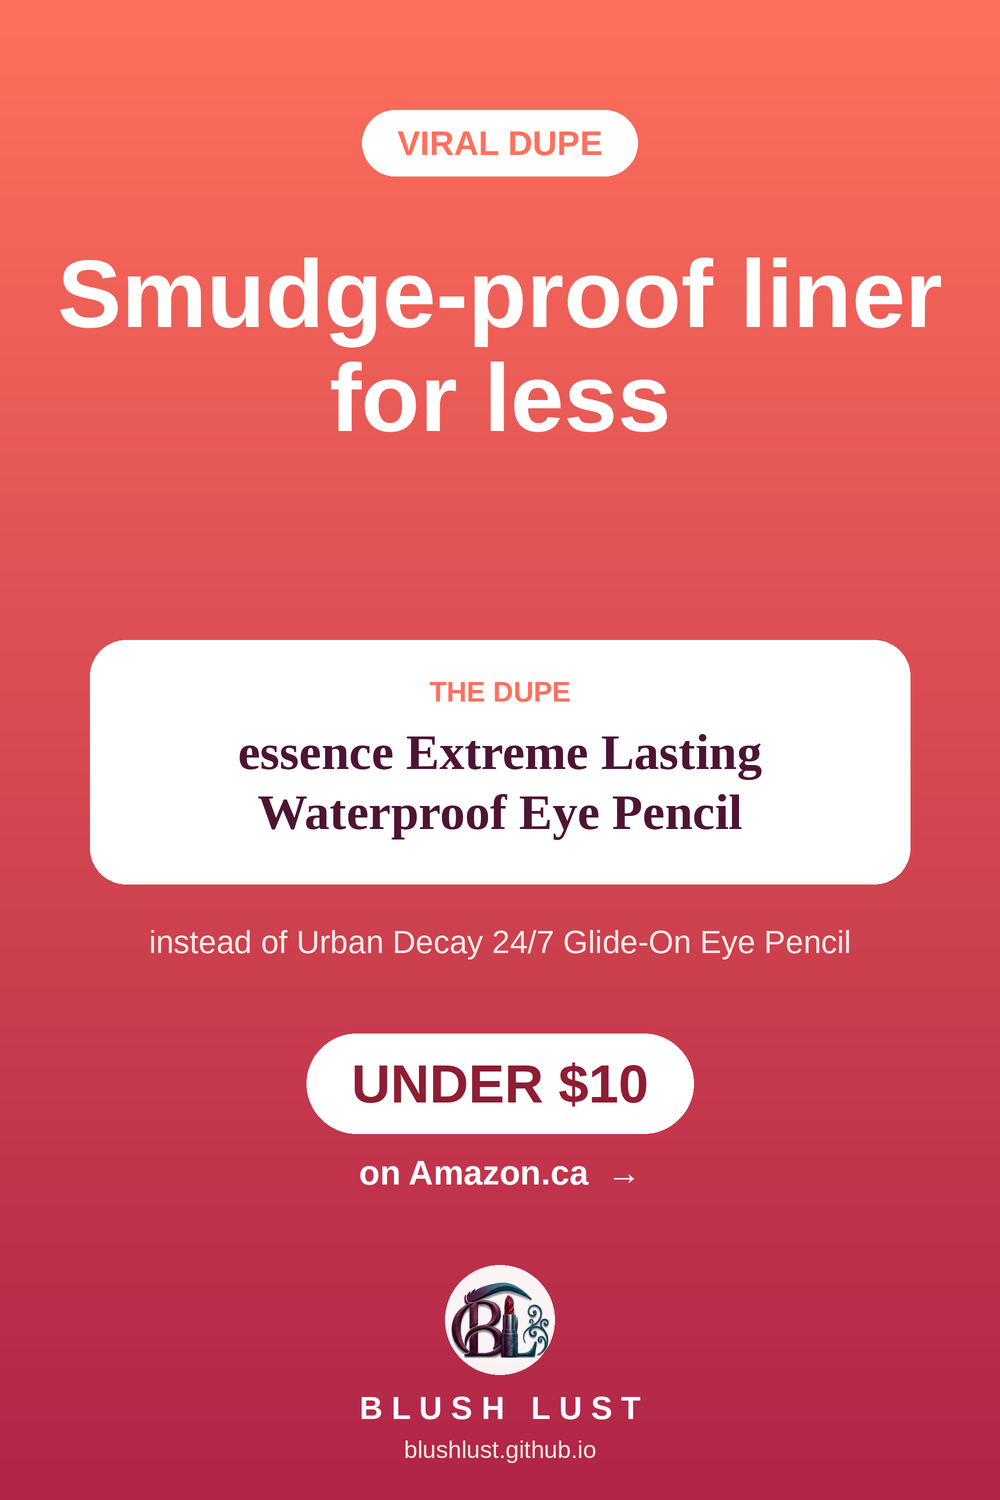 VIRAL DUPE
Smudge-proof liner
for less
THE DUPE
essence Extreme Lasting
Waterproof Eye Pencil
instead of Urban Decay 24/7 Glide-On Eye Pencil
UNDER $10
on Amazon.ca →
BL
BLUSH LUST
blushlust.github.io